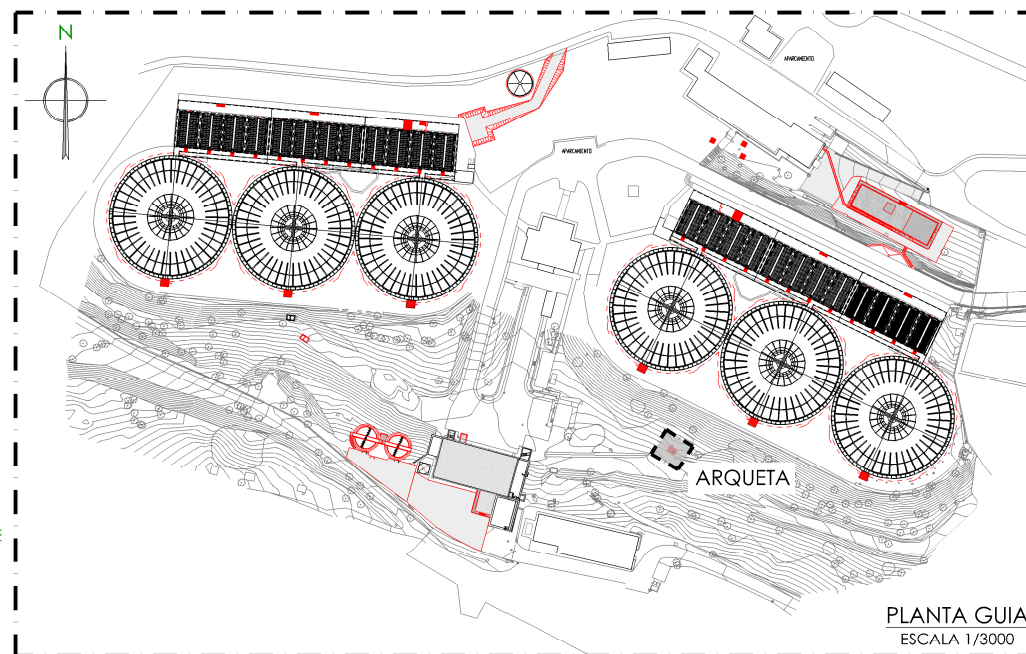 N
APARCAMIENTO
APARCAMIENTO
ARQUETA
PLANTA GUIA
ESCALA 1/3000